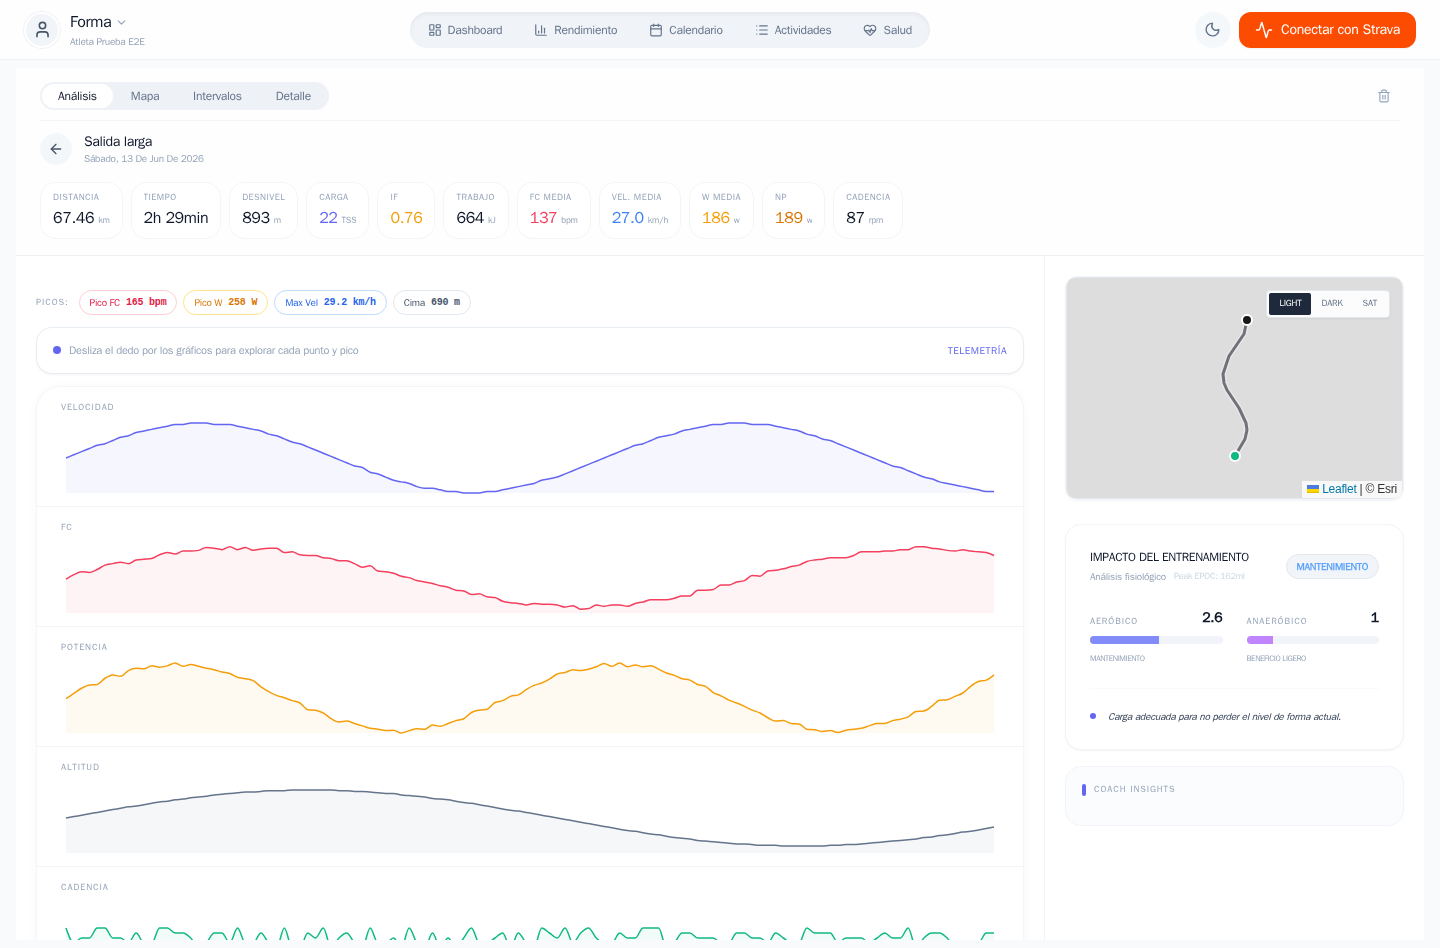 Forma
Atleta Prueba E2E
Dashboard
Rendimiento
Calendario
Actividades
Salud
Conectar con Strava
Análisis
Mapa
Intervalos
Detalle
Salida larga
Sábado, 13 De Jun De 2026
DISTANCIA
67.46 km
TIEMPO
2h 29min
DESNIVEL
893 m
CARGA
22 TSS
IF
0.76
TRABAJO
664 kJ
FC MEDIA
137 bpm
VEL. MEDIA
27.0 km/h
W MEDIA
186 w
NP
189 w
CADENCIA
87 rpm
PICOS:
Pico FC 165 bpm
Pico W 258 W
Max Vel 29.2 km/h
Cima 690 m
Desliza el dedo por los gráficos para explorar cada punto y pico
TELEMETRÍA
VELOCIDAD
FC
POTENCIA
ALTITUD
CADENCIA
LIGHT
DARK
SAT
Leaflet | © Esri
IMPACTO DEL ENTRENAMIENTO
Análisis fisiológico
Peak EPOC: 162ml
MANTENIMIENTO
AERÓBICO
2.6
MANTENIMIENTO
ANAERÓBICO
1
BENEFICIO LIGERO
Carga adecuada para no perder el nivel de forma actual.
COACH INSIGHTS